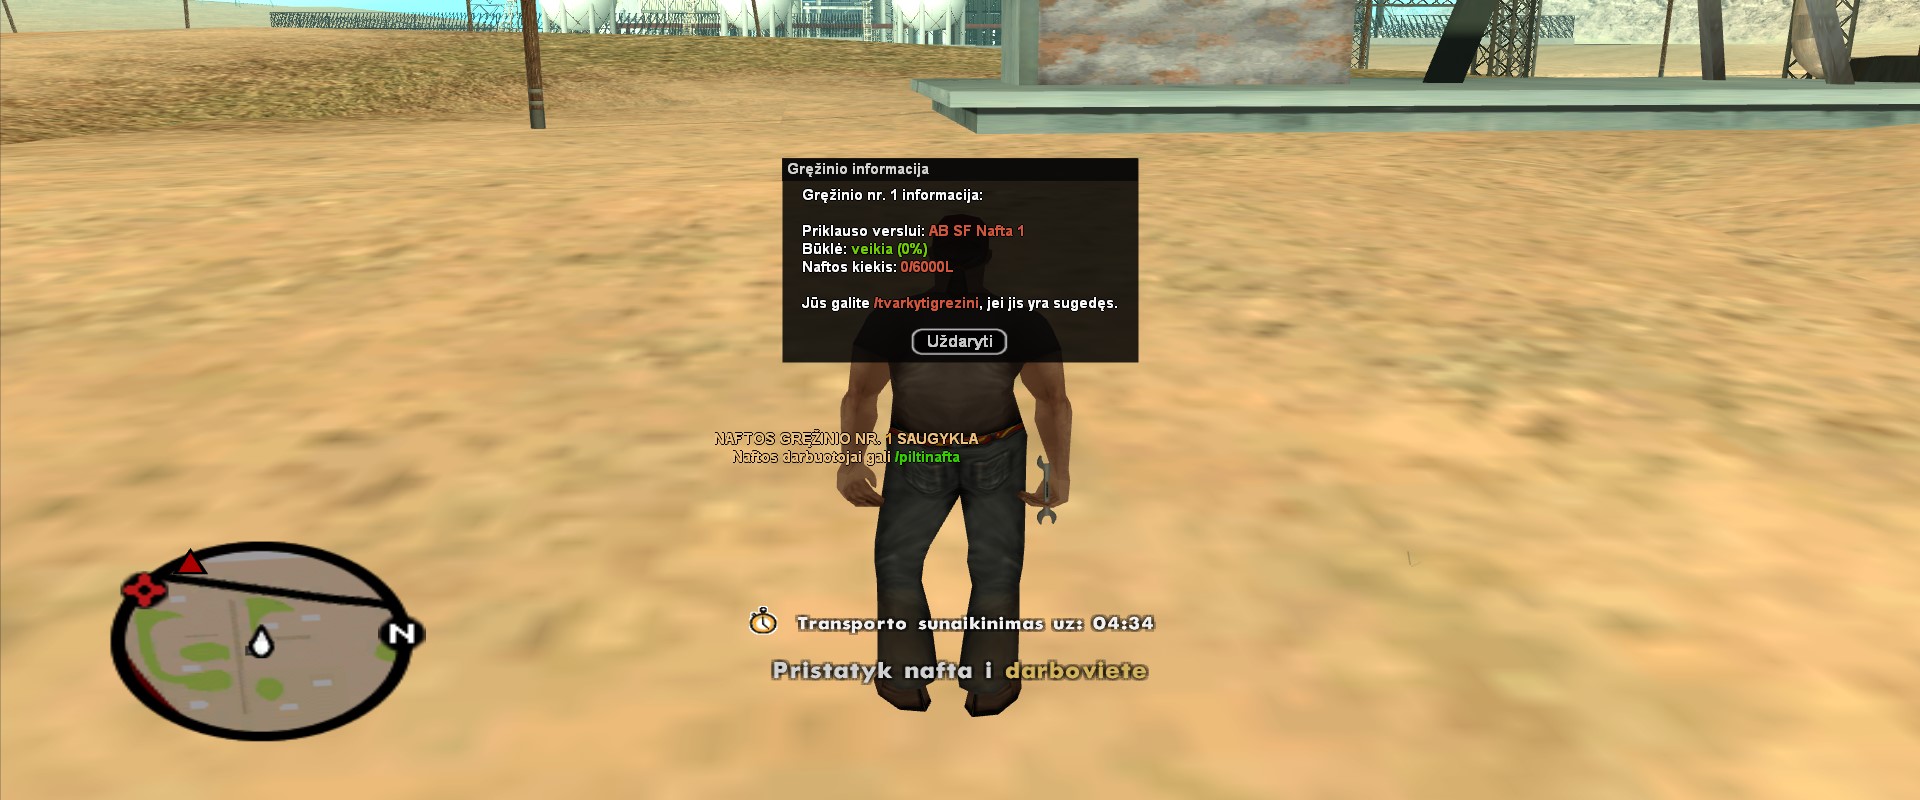 Gręžinio informacija
Gręžinio nr. 1 informacija:
Priklauso verslui: AB SF Nafta 1
Būklė: veikia (0%)
Naftos kiekis: 0/6000L
Jūs galite /tvarkytigrezini, jei jis yra sugedęs.
Uždaryti
NAFTOS GRĘŽINIO NR. 1 SAUGYKLA
Naftos darbuotojai gali /piltinafta
N
Transporto sunaikinimas uz: 04:34
Pristatyk nafta i darboviete